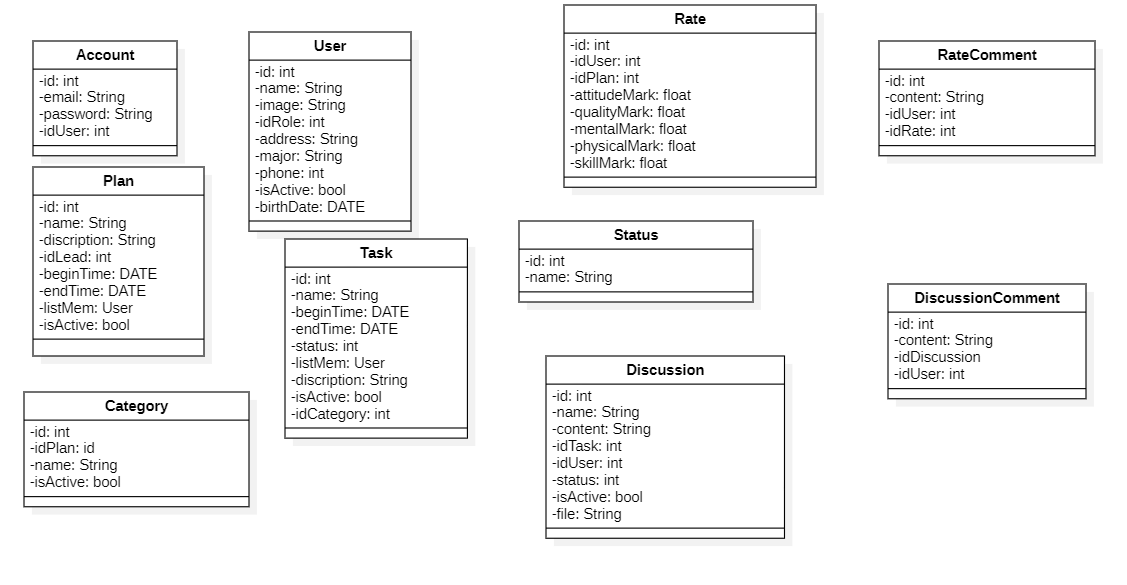 Account
-id: int
-email: String
-password: String
-idUser: int
User
-id: int
-name: String
-image: String
-idRole: int
-address: String
-major: String
-phone: int
-isActive: bool
-birthDate: DATE
Rate
-id: int
-idUser: int
-idPlan: int
-attitudeMark: float
-qualityMark: float
-mentalMark: float
-physicalMark: float
-skillMark: float
RateComment
-id: int
-content: String
-idUser: int
-idRate: int
Plan
-id: int
-name: String
-discription: String
-idLead: int
-beginTime: DATE
-endTime: DATE
-listMem: User
-isActive: bool
Task
-id: int
-name: String
-beginTime: DATE
-endTime: DATE
-status: int
-listMem: User
-discription: String
-isActive: bool
-idCategory: int
Status
-id: int
-name: String
DiscussionComment
-id: int
-content: String
-idDiscussion
-idUser: int
Category
-id: int
-idPlan: id
-name: String
-isActive: bool
Discussion
-id: int
-name: String
-content: String
-idTask: int
-idUser: int
-status: int
-isActive: bool
-file: String